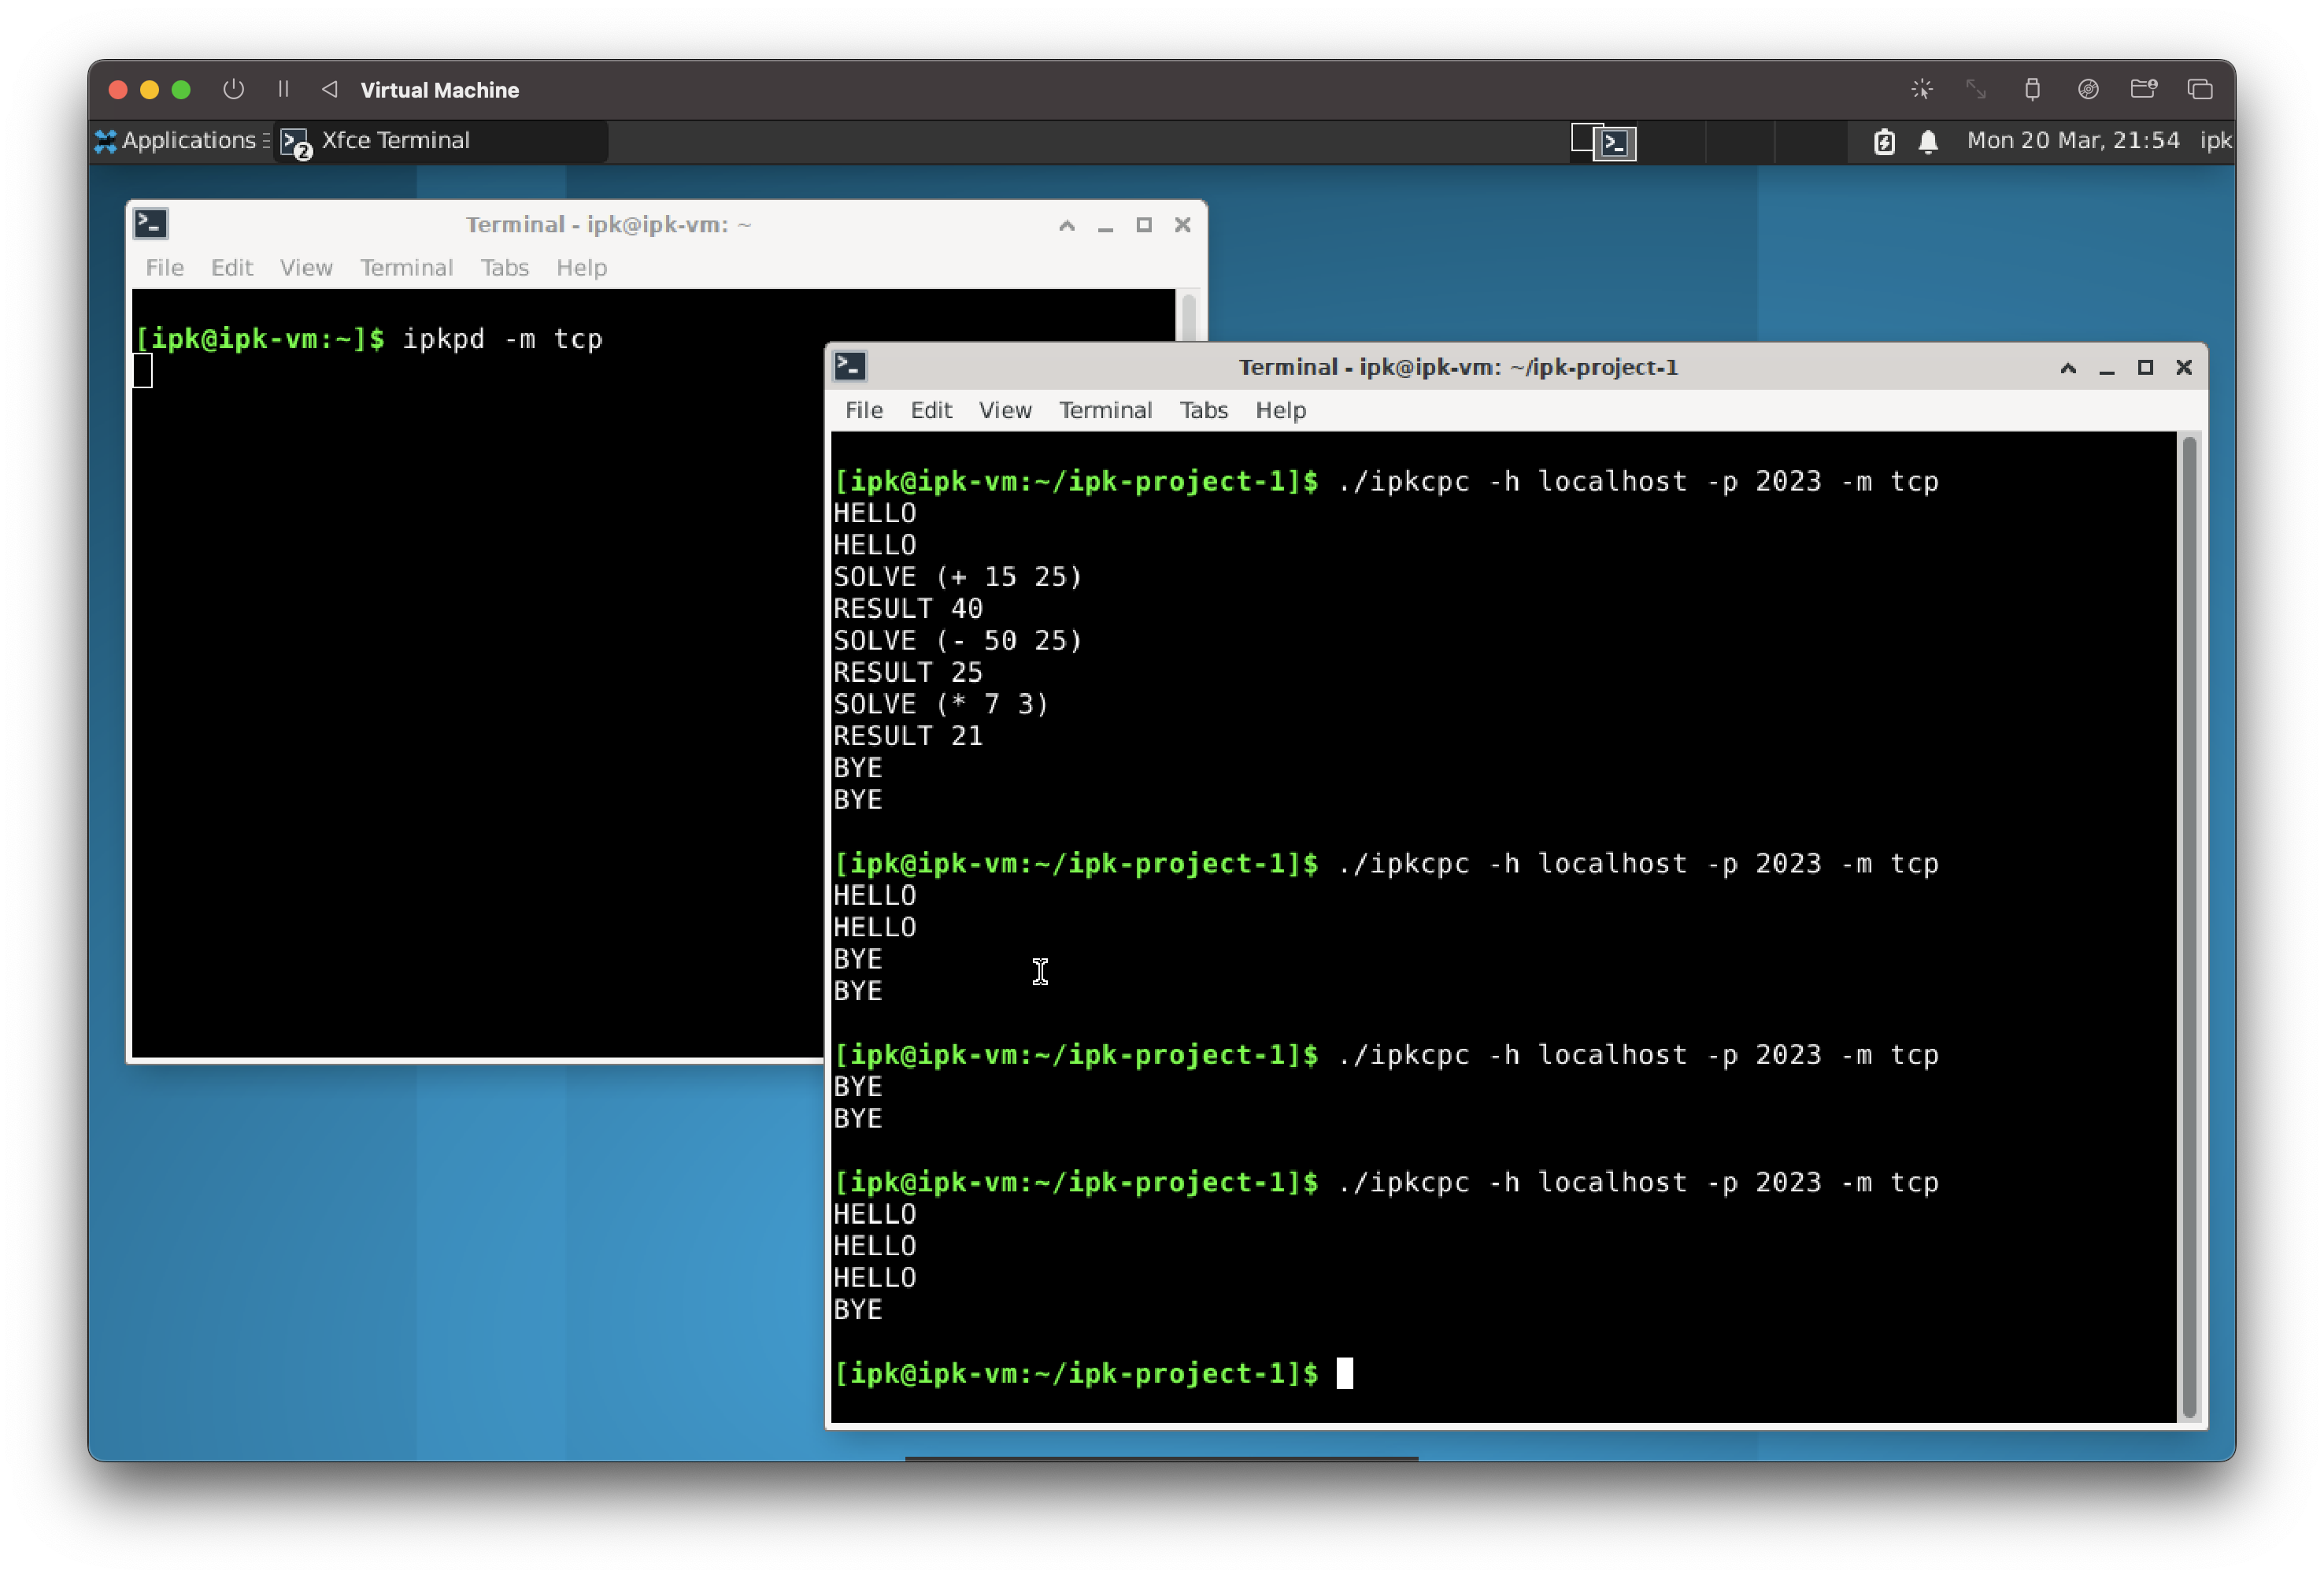 Virtual Machine
Applications Xfce Terminal Mon 20 Mar, 21:54 ipk
2
Terminal - ipk@ipk-vm: ~
File Edit View Terminal Tabs Help
[ipk@ipk-vm:~]$ ipkpd -m tcp
Terminal - ipk@ipk-vm: ~/ipk-project-1
File Edit View Terminal Tabs Help
[ipk@ipk-vm:~/ipk-project-1]$ ./ipkcpc -h localhost -p 2023 -m tcp
HELLO
HELLO
SOLVE (+ 15 25)
RESULT 40
SOLVE (- 50 25)
RESULT 25
SOLVE (* 7 3)
RESULT 21
BYE
BYE
[ipk@ipk-vm:~/ipk-project-1]$ ./ipkcpc -h localhost -p 2023 -m tcp
HELLO
HELLO
BYE
BYE
[ipk@ipk-vm:~/ipk-project-1]$ ./ipkcpc -h localhost -p 2023 -m tcp
BYE
BYE
[ipk@ipk-vm:~/ipk-project-1]$ ./ipkcpc -h localhost -p 2023 -m tcp
HELLO
HELLO
HELLO
BYE
[ipk@ipk-vm:~/ipk-project-1]$